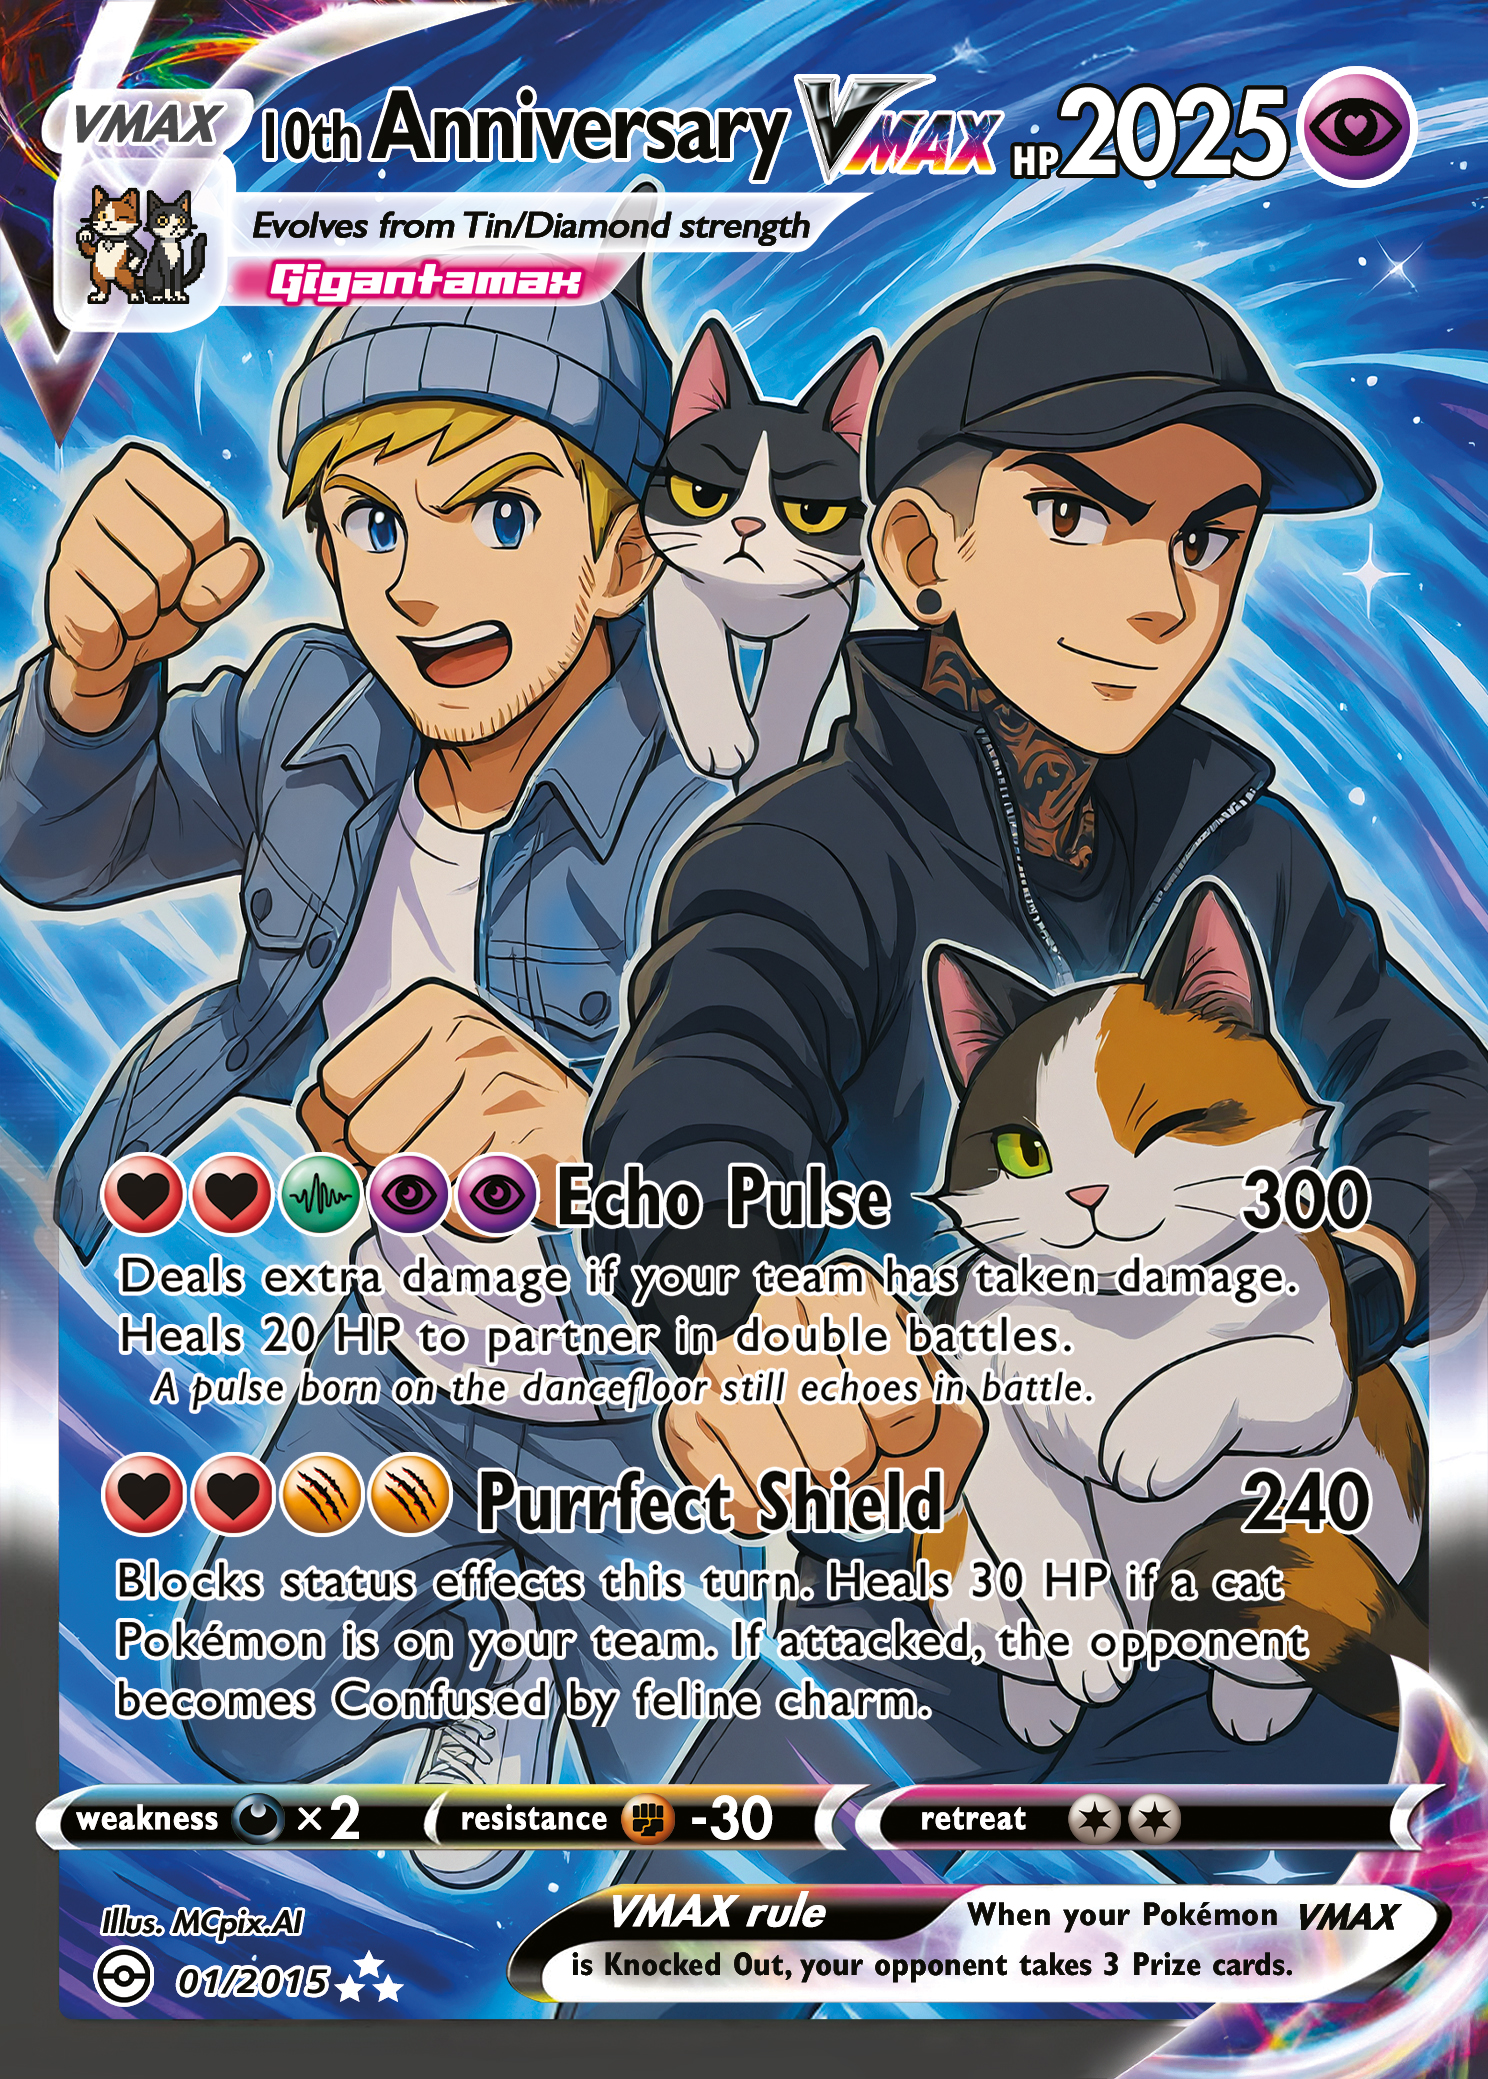 VMAX
10th Anniversary VMAX HP 2025
Evolves from Tin/Diamond strength
Gigantamax
Echo Pulse 300
Deals extra damage if your team has taken damage.
Heals 20 HP to partner in double battles.
A pulse born on the dancefloor still echoes in battle.
Purrfect Shield 240
Blocks status effects this turn. Heals 30 HP if a cat
Pokémon is on your team. If attacked, the opponent
becomes Confused by feline charm.
weakness ×2 resistance -30 retreat
Illus. MCpix.AI
01/2015
VMAX rule When your Pokémon VMAX
is Knocked Out, your opponent takes 3 Prize cards.